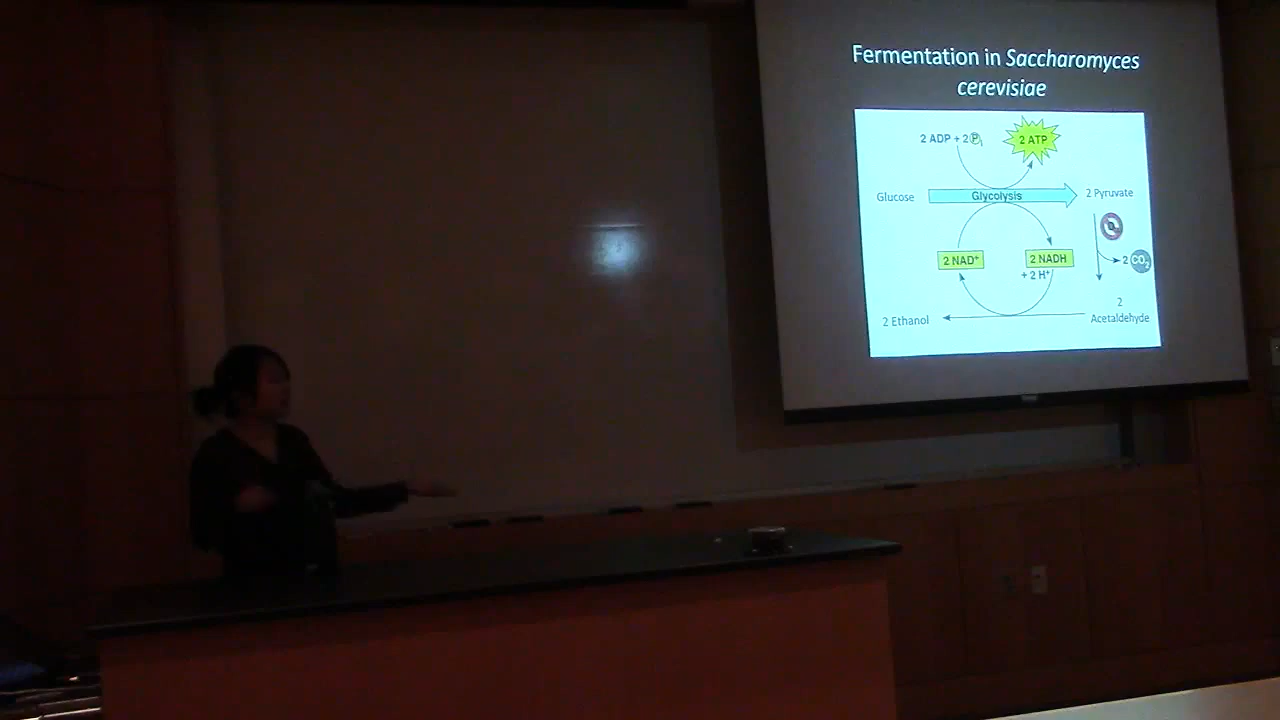 Fermentation in Saccharomyces
cerevisiae
2 ADP + 2 Pi
2 ATP
Glucose
Glycolysis
2 Pyruvate
2 NAD+
2 NADH
+ 2 H+
2 CO2
2 Ethanol
2
Acetaldehyde